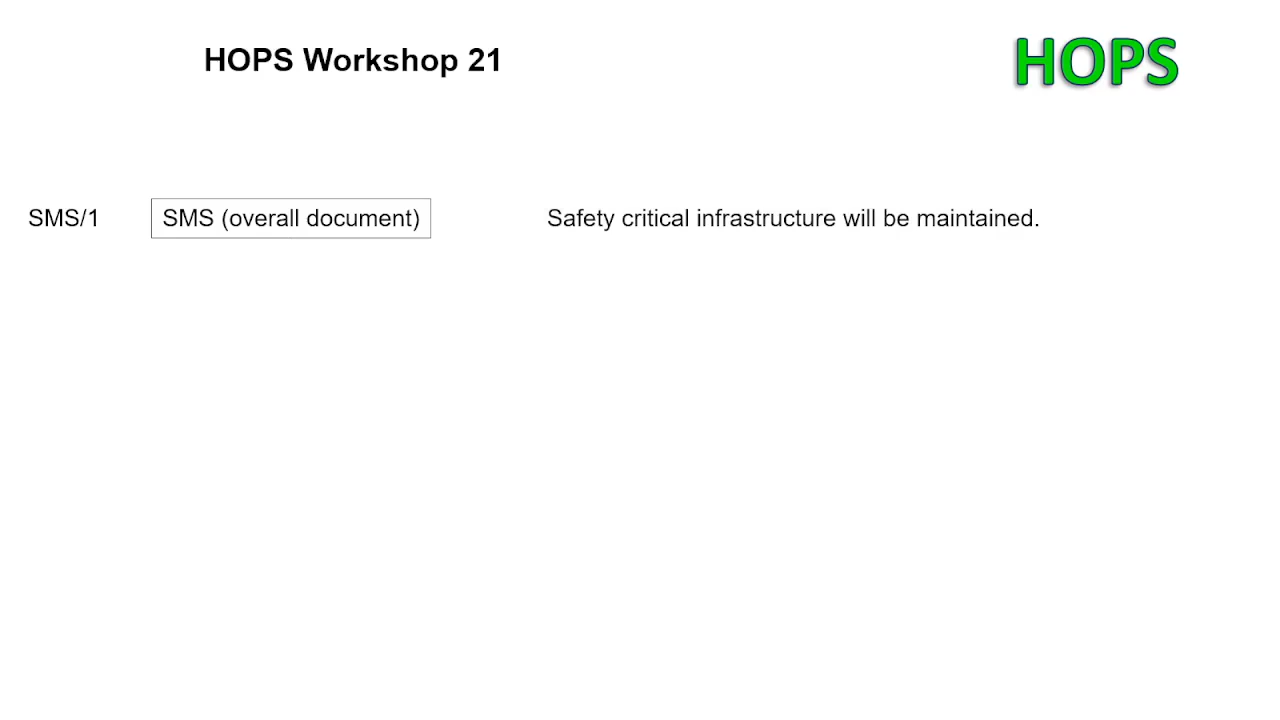 HOPS Workshop 21
HOPS
SMS/1 SMS (overall document) Safety critical infrastructure will be maintained.